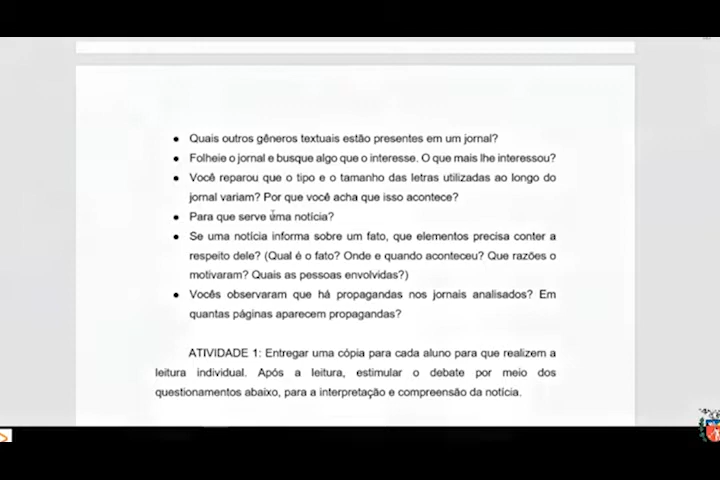 • Quais outros gêneros textuais estão presentes em um jornal?
• Folheie o jornal e busque algo que o interesse. O que mais lhe interessou?
• Você reparou que o tipo e o tamanho das letras utilizadas ao longo do
jornal variam? Por que você acha que isso acontece?
• Para que serve uma notícia?
• Se uma notícia informa sobre um fato, que elementos precisa conter a
respeito dele? (Qual é o fato? Onde e quando aconteceu? Que razões o
motivaram? Quais as pessoas envolvidas?)
• Vocês observaram que há propagandas nos jornais analisados? Em
quantas páginas aparecem propagandas?
ATIVIDADE 1: Entregar uma cópia para cada aluno para que realizem a
leitura individual. Após a leitura, estimular o debate por meio dos
questionamentos abaixo, para a interpretação e compreensão da notícia.